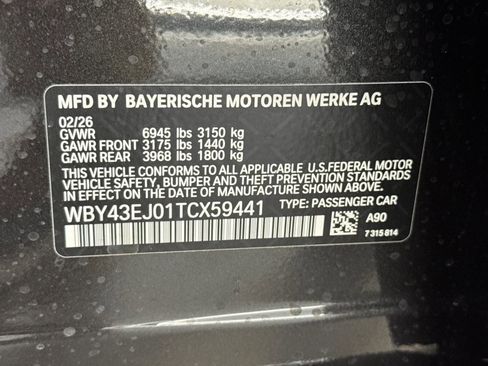 MFD BY BAYERISCHE MOTOREN WERKE AG
02/26
GVWR 6945 lbs 3150 kg
GAWR FRONT 3175 lbs 1440 kg
GAWR REAR 3968 lbs 1800 kg
THIS VEHICLE CONFORMS TO ALL APPLICABLE U.S.FEDERAL MOTOR
VEHICLE SAFETY, BUMPER AND THEFT PREVENTION STANDARDS
IN EFFECT ON THE DATE OF MANUFACTURE SHOWN ABOVE.
WBY43EJ01TCX59441 TYPE: PASSENGER CAR
A90
7315814